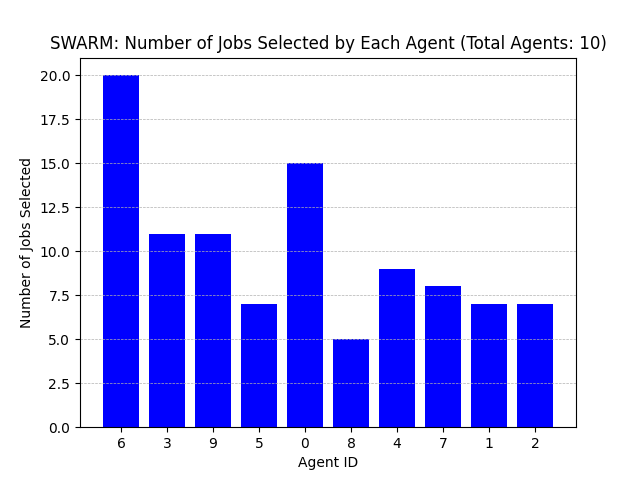 SWARM: Number of Jobs Selected by Each Agent (Total Agents: 10)
20.0
17.5
15.0
12.5
10.0
7.5
5.0
2.5
0.0
Number of Jobs Selected
6 3 9 5 0 8 4 7 1 2
Agent ID